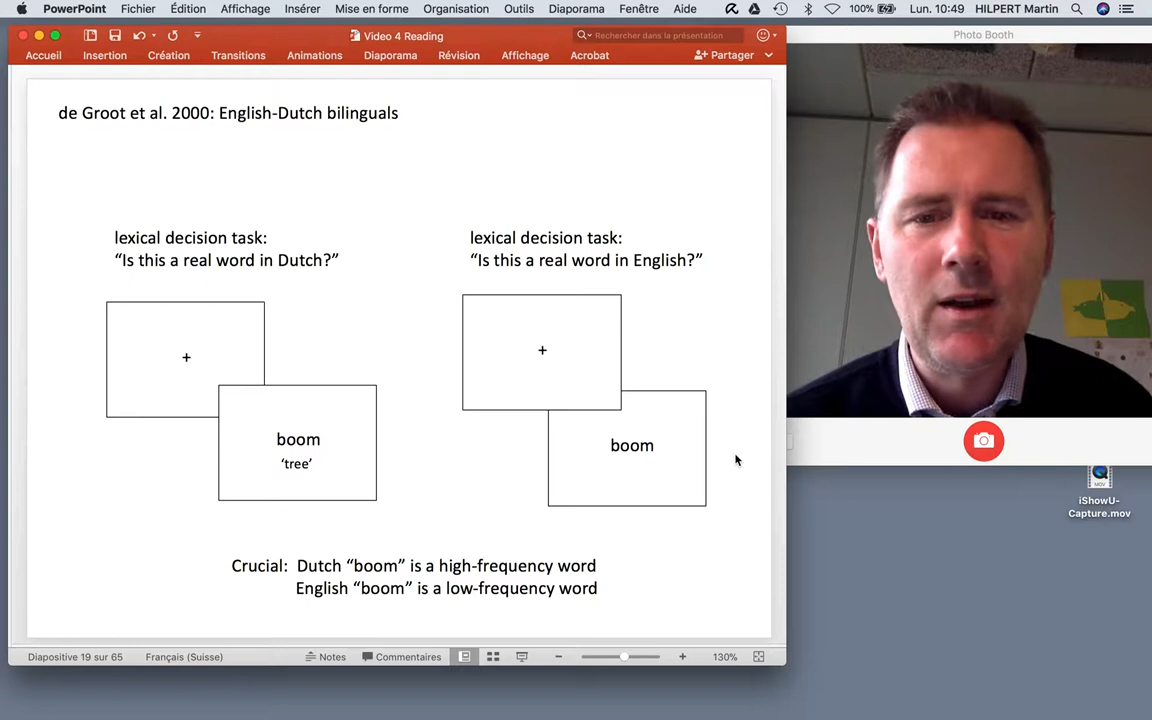 PowerPoint Fichier Édition Affichage Insérer Mise en forme Organisation Outils Diaporama Fenêtre Aide 100% Lun. 10:49 HILPERT Martin
Video 4 Reading
Rechercher dans la présentation
Photo Booth
Accueil Insertion Création Transitions Animations Diaporama Révision Affichage Acrobat Partager
de Groot et al. 2000: English-Dutch bilinguals
lexical decision task:
“Is this a real word in Dutch?”
+
boom
‘tree’
lexical decision task:
“Is this a real word in English?”
+
boom
Crucial: Dutch “boom” is a high-frequency word
English “boom” is a low-frequency word
MOV
iShowU-
Capture.mov
Diapositive 19 sur 65 Français (Suisse) Notes Commentaires 130%